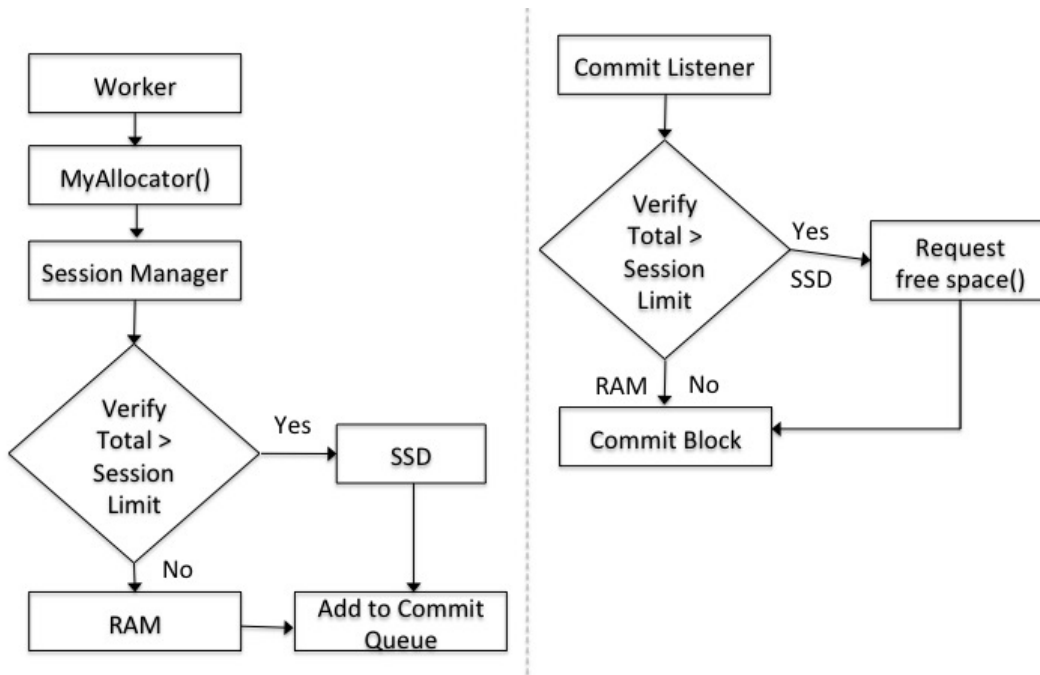 Worker
MyAllocator()
Session Manager
Verify
Total >
Session
Limit
Yes
SSD
No
RAM
Add to Commit
Queue
Commit Listener
Verify
Total >
Session
Limit
Yes
SSD
Request
free space()
RAM
No
Commit Block